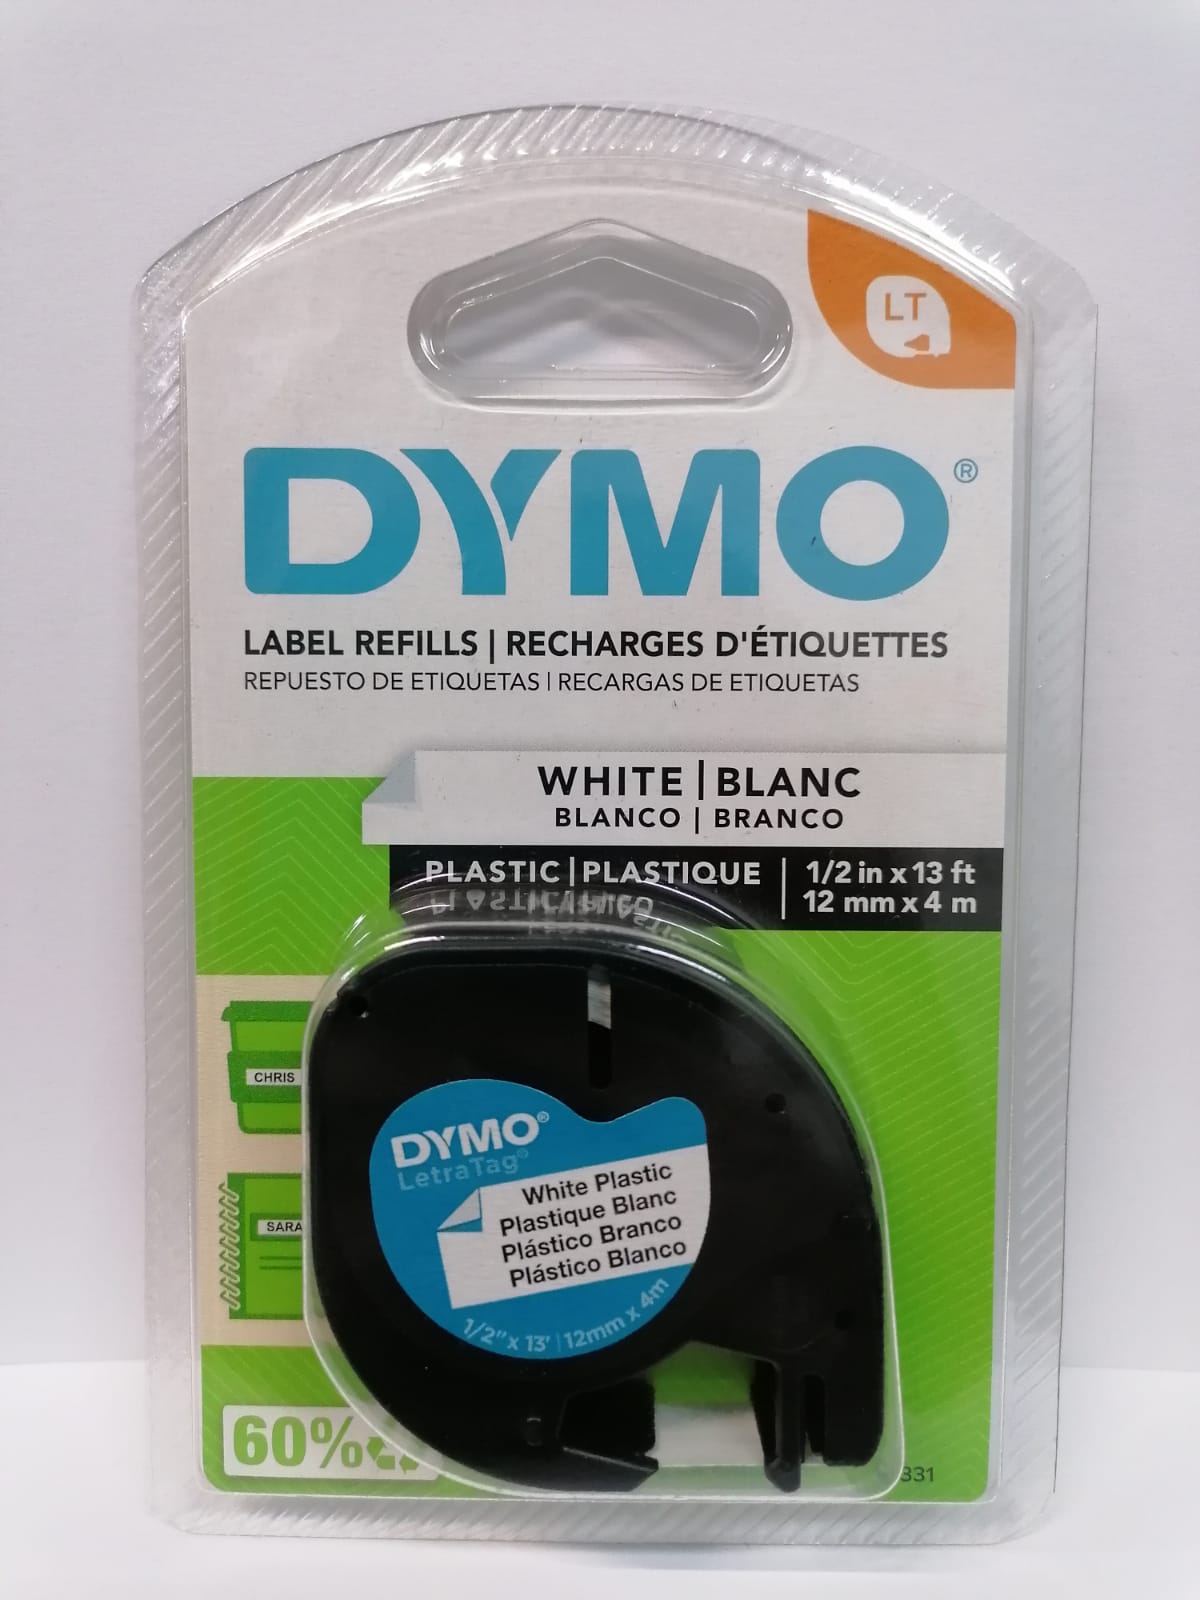 LT
DYMO®
LABEL REFILLS | RECHARGES D'ÉTIQUETTES
REPUESTO DE ETIQUETAS | RECARGAS DE ETIQUETAS
WHITE | BLANC
BLANCO | BRANCO
PLASTIC | PLASTIQUE
1/2 in x 13 ft
12 mm x 4 m
CHRIS
SARA
DYMO®
LetraTag®
White Plastic
Plastique Blanc
Plástico Branco
Plástico Blanco
1/2" x 13' | 12mm x 4m
60%
331